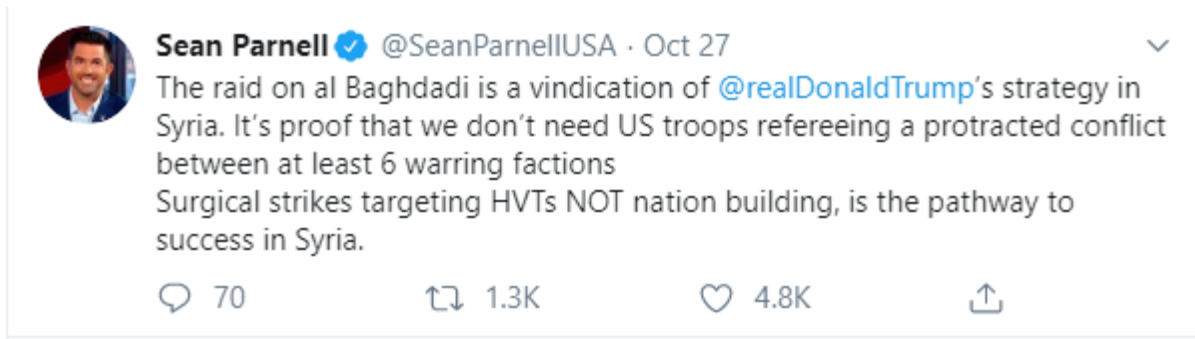 Sean Parnell @SeanParnellUSA · Oct 27
The raid on al Baghdadi is a vindication of @realDonaldTrump's strategy in
Syria. It's proof that we don't need US troops refereeing a protracted conflict
between at least 6 warring factions
Surgical strikes targeting HVTs NOT nation building, is the pathway to
success in Syria.
70 1.3K 4.8K